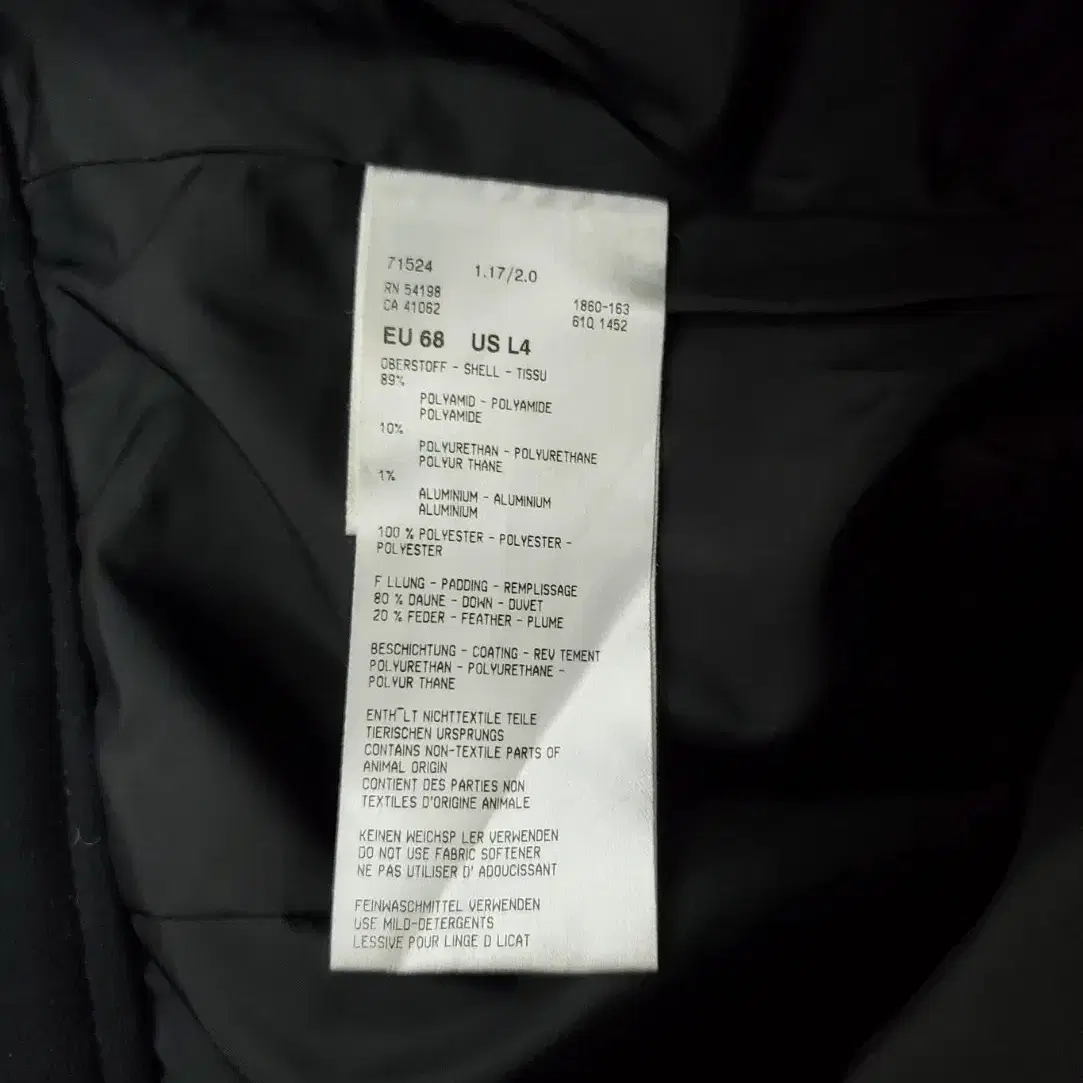 71524 1.17/2.0
RN 54198
CA 41062
1860-163
61Q 1452
EU 68 US L4
OBERSTOFF - SHELL - TISSU
89%
POLYAMID - POLYAMIDE
POLYAMIDE
10%
POLYURETHAN - POLYURETHANE
POLYUR THANE
1%
ALUMINIUM - ALUMINIUM
ALUMINIUM
100 % POLYESTER - POLYESTER -
POLYESTER
F LLUNG - PADDING - REMPLISSAGE
80 % DAUNE - DOWN - DUVET
20 % FEDER - FEATHER - PLUME
BESCHICHTUNG - COATING - REV TEMENT
POLYURETHAN - POLYURETHANE -
POLYUR THANE
ENTH¯LT NICHTTEXTILE TEILE
TIERISCHEN URSPRUNGS
CONTAINS NON-TEXTILE PARTS OF
ANIMAL ORIGIN
CONTIENT DES PARTIES NON
TEXTILES D'ORIGINE ANIMALE
KEINEN WEICHSP LER VERWENDEN
DO NOT USE FABRIC SOFTENER
NE PAS UTILISER D' ADOUCISSANT
FEINWASCHMITTEL VERWENDEN
USE MILD-DETERGENTS
LESSIVE POUR LINGE D LICAT